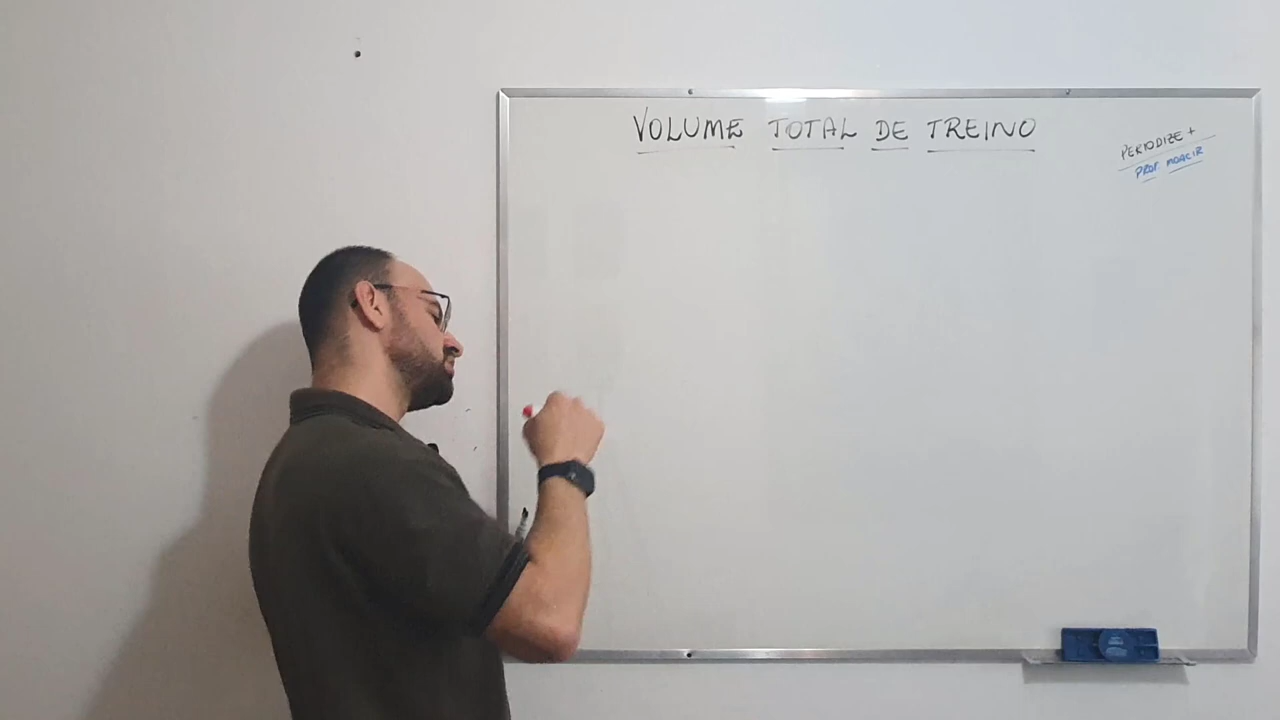 VOLUME TOTAL DE TREINO
PERIODIZE +
PROF MOACIR